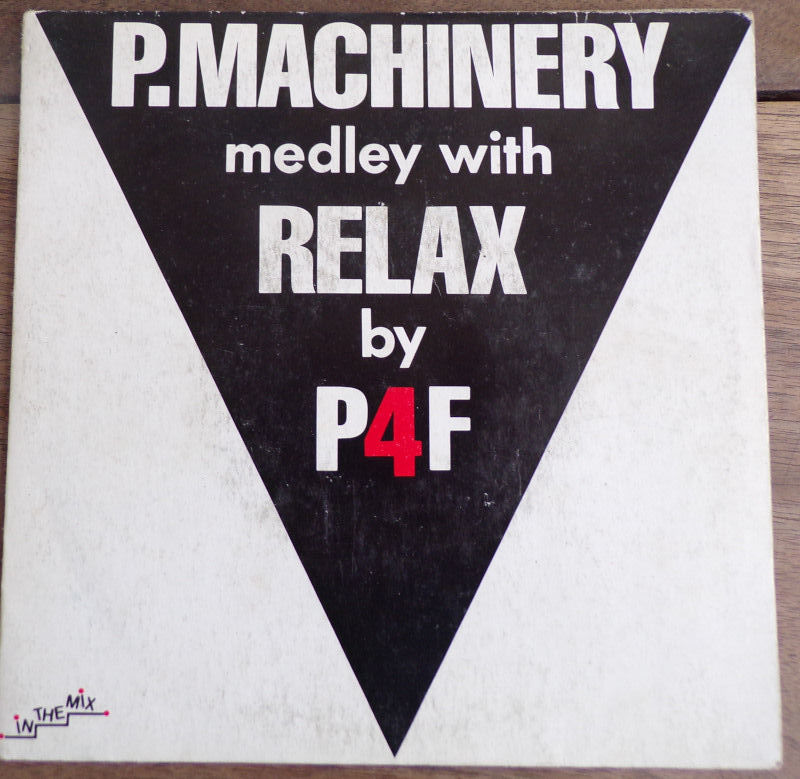 P.MACHINERY
medley with
RELAX
by
P4F
iN THE MiX